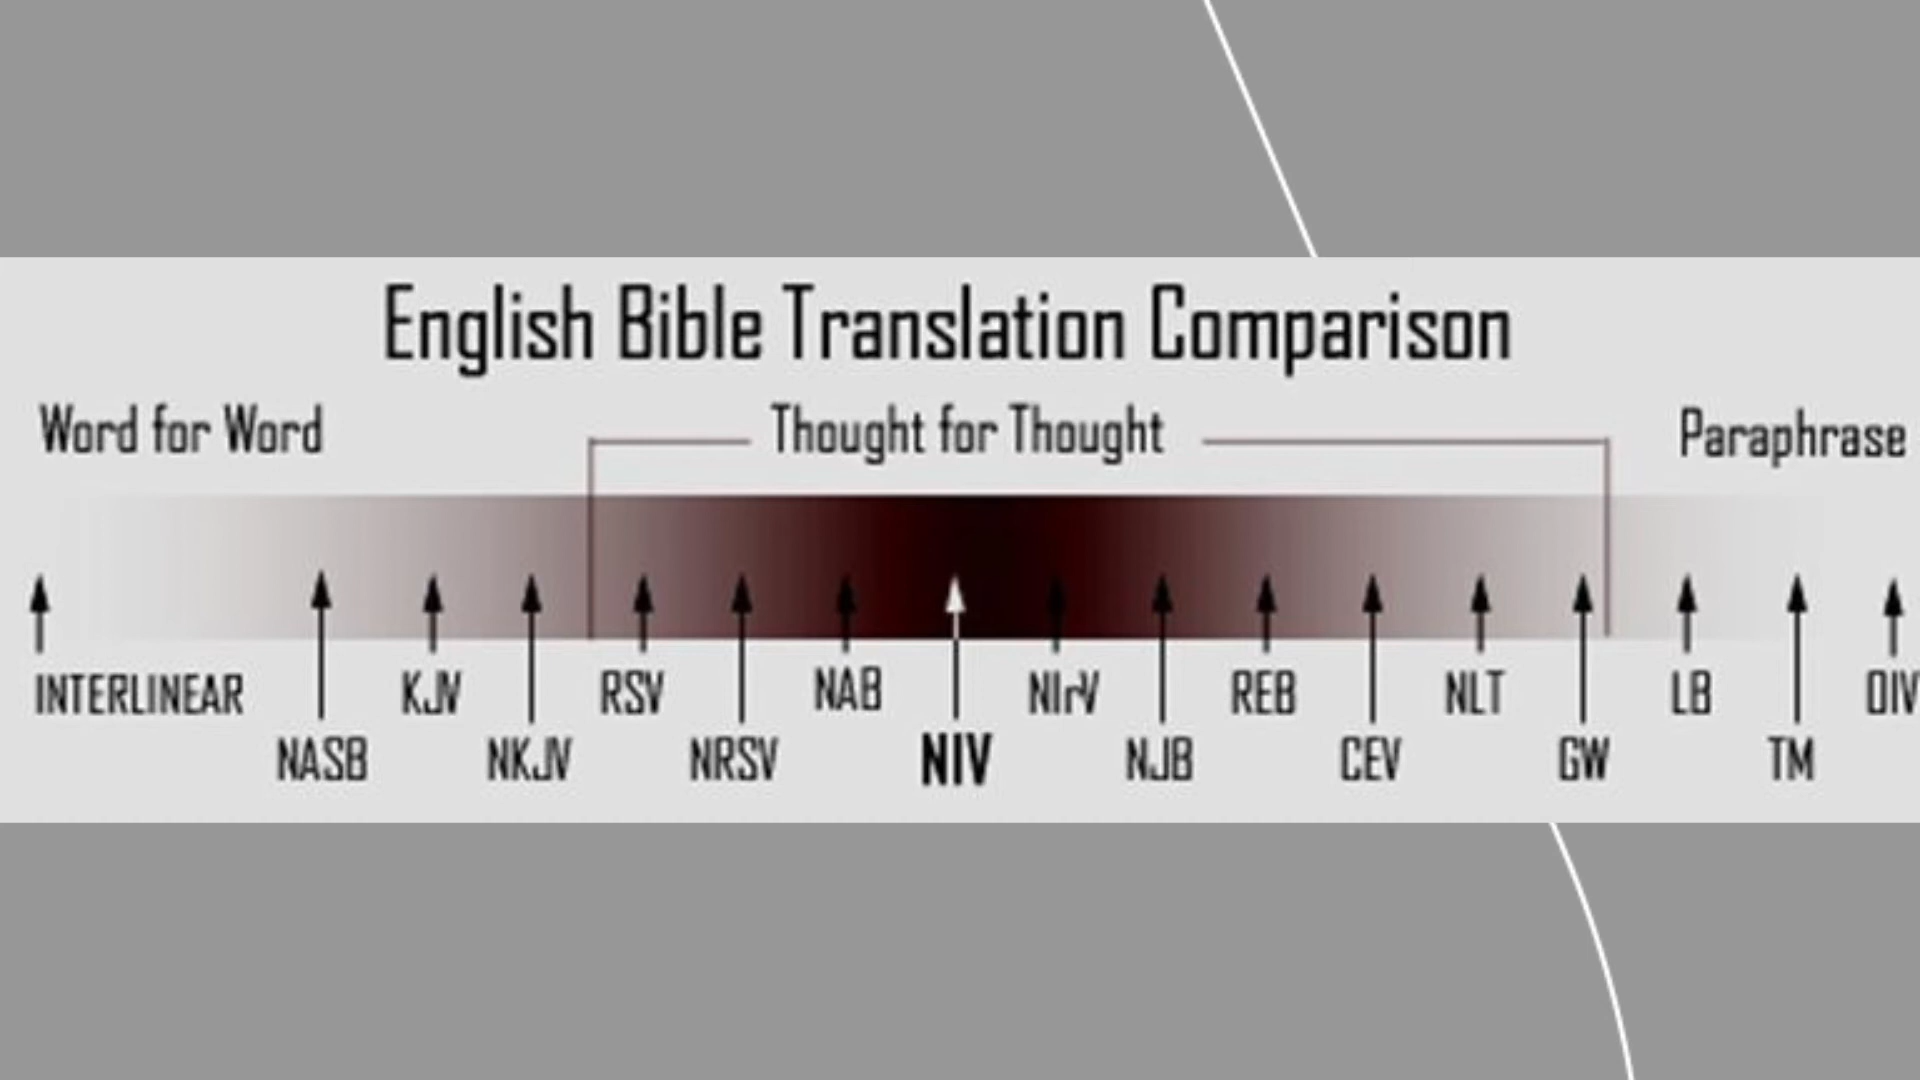 English Bible Translation Comparison
Word for Word Thought for Thought Paraphrase
INTERLINEAR KJV RSV NAB NIrV REB NLT LB OIV
NASB NKJV NRSV NIV NJB CEV GW TM